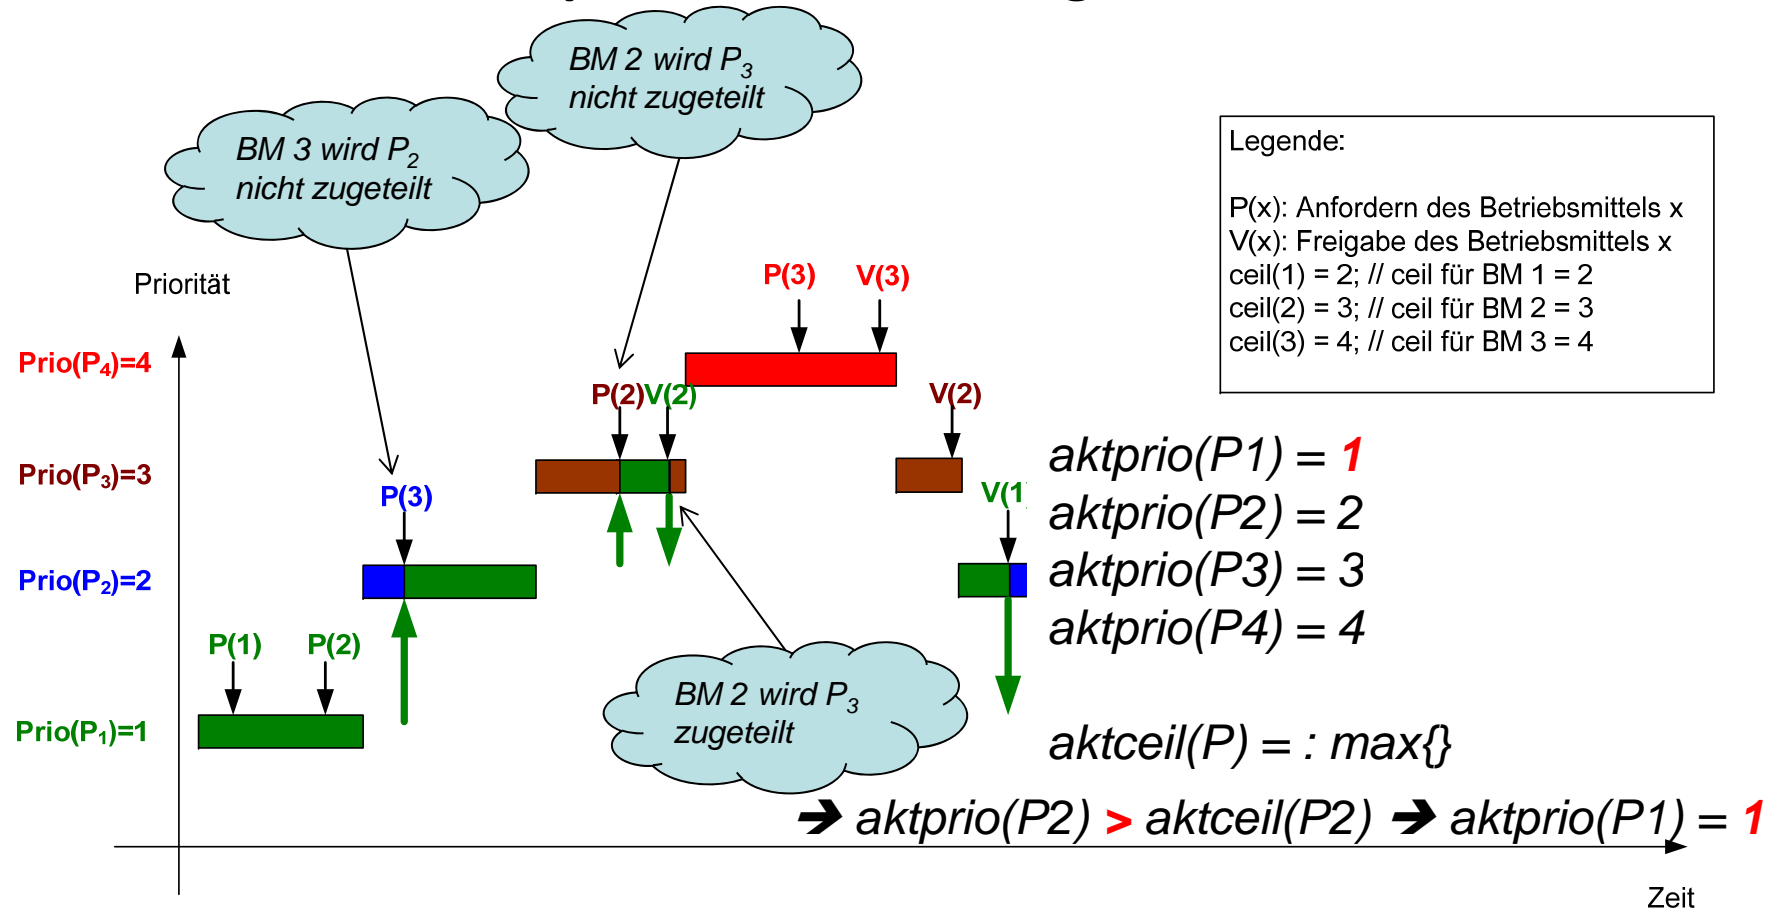 BM 2 wird P3
nicht zugeteilt
BM 3 wird P2
nicht zugeteilt
Legende:
P(x): Anfordern des Betriebsmittels x
V(x): Freigabe des Betriebsmittels x
ceil(1) = 2; // ceil für BM 1 = 2
ceil(2) = 3; // ceil für BM 2 = 3
ceil(3) = 4; // ceil für BM 3 = 4
Priorität
P(3) V(3)
Prio(P4)=4
P(2) V(2) V(2)
Prio(P3)=3
P(3)
V(1
Prio(P2)=2
P(1) P(2)
Prio(P1)=1
BM 2 wird P3
zugeteilt
aktprio(P1) = 1
aktprio(P2) = 2
aktprio(P3) = 3
aktprio(P4) = 4
aktceil(P) = : max{}
➔ aktprio(P2) > aktceil(P2) ➔ aktprio(P1) = 1
Zeit